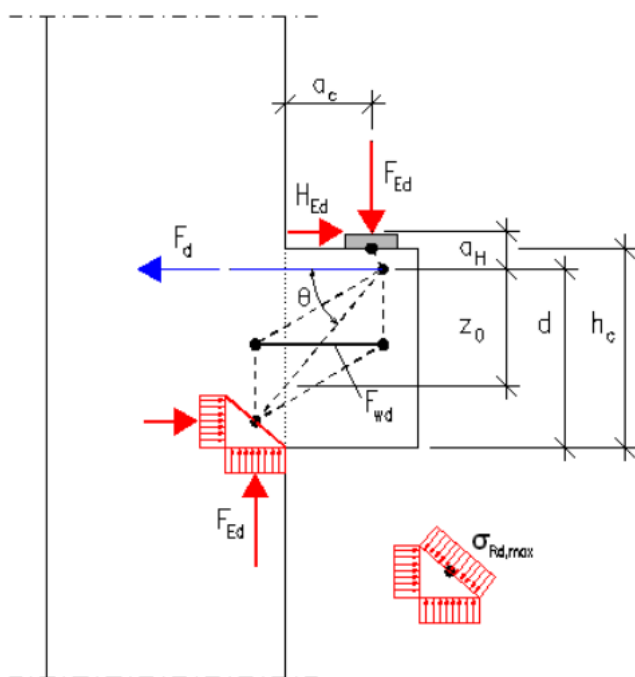 a_c
F_Ed
H_Ed
a_H
F_d
θ
z_0
d
h_c
F_wd
F_Ed
σ_Rd,max